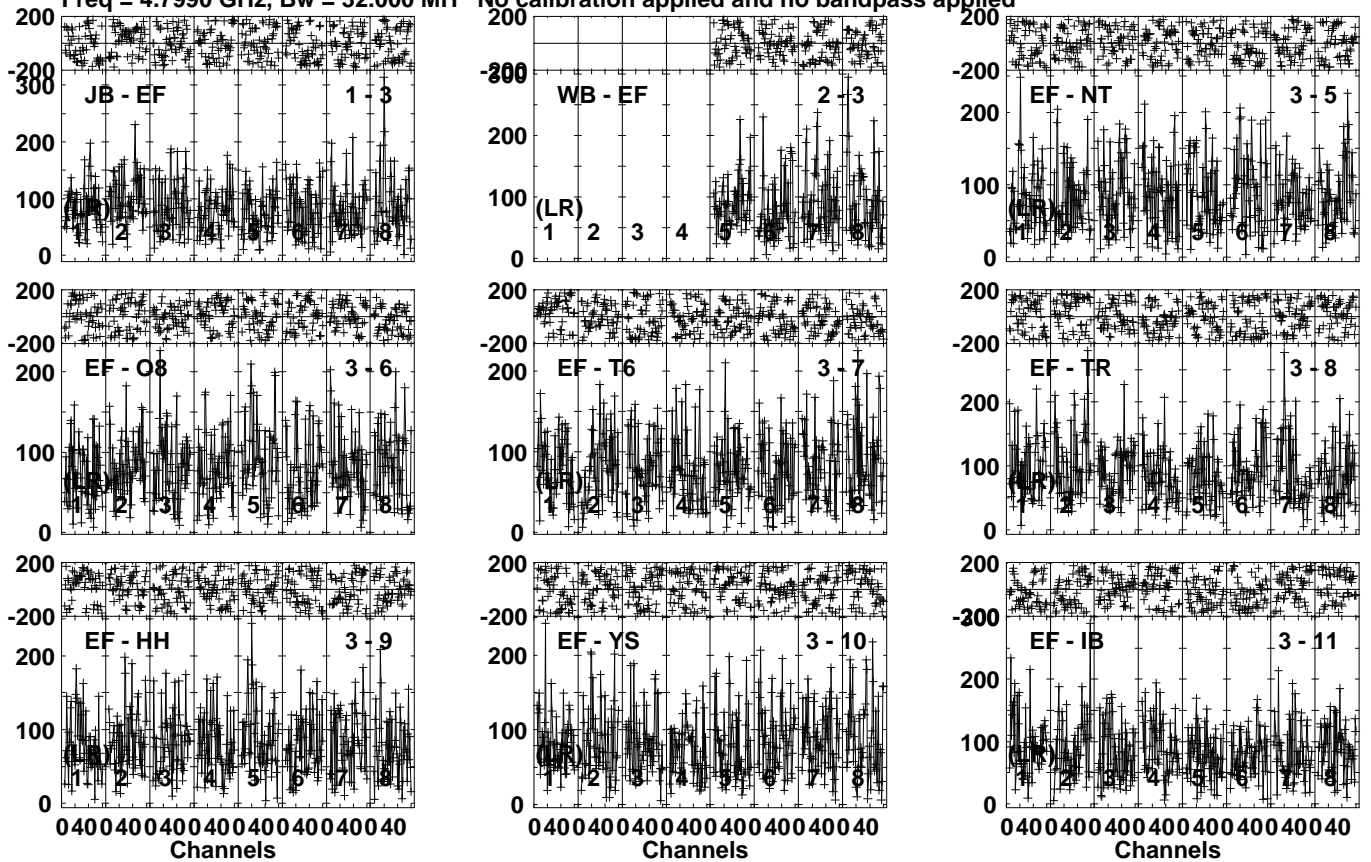 Freq = 4.7990 GHz, Bw = 32.000 MH No calibration applied and no bandpass applied
200 200 200
-200 -200 -200
300 300
JB - EF 1 - 3 WB - EF 2 - 3 EF - NT 3 - 5
200 200 200
100 100 100
(LR) (LR) (LR)
1 2 3 4 5 6 7 8 1 2 3 4 5 6 7 8 1 2 3 4 5 6 7 8
0 0 0
200 200 200
-200 -200 -200
EF - O8 3 - 6 EF - T6 3 - 7 EF - TR 3 - 8
200 200 200
100 100 100
(LR) (LR) (LR)
1 2 3 4 5 6 7 8 1 2 3 4 5 6 7 8 1 2 3 4 5 6 7 8
0 0 0
200 200 200
-200 -200 -200
300
EF - HH 3 - 9 EF - YS 3 - 10 EF - IB 3 - 11
200 200 200
100 100 100
(LR) (LR) (LR)
1 2 3 4 5 6 7 8 1 2 3 4 5 6 7 8 1 2 3 4 5 6 7 8
0 0 0
0 40 0 40 0 40 0 40 0 40 0 40 0 40 0 40 0 40 0 40 0 40 0 40 0 40 0 40 0 40 0 40 0 40 0 40 0 40 0 40 0 40 0 40 0 40 0 40
Channels Channels Channels